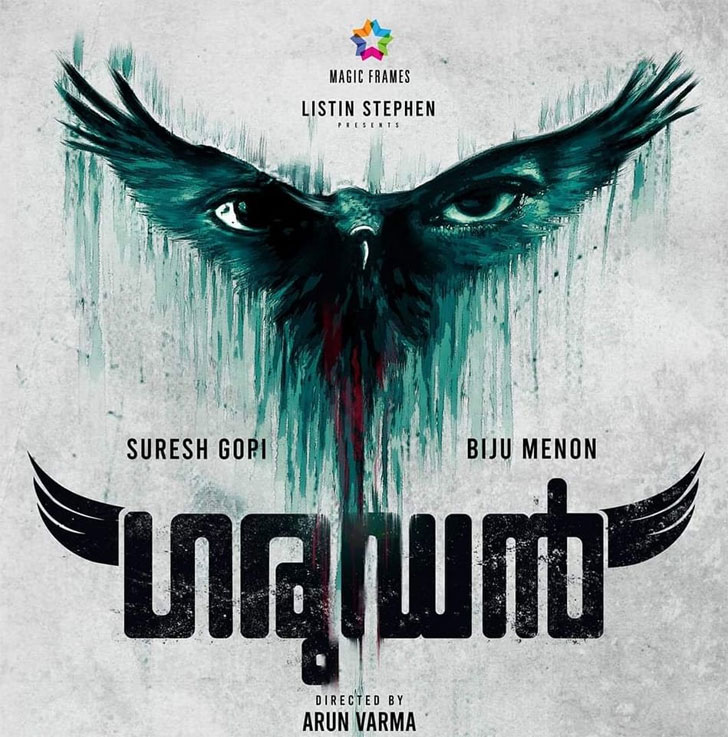 MAGIC FRAMES
LISTIN STEPHEN
PRESENTS
SURESH GOPI
BIJU MENON
ഗരുഡൻ
DIRECTED BY
ARUN VARMA